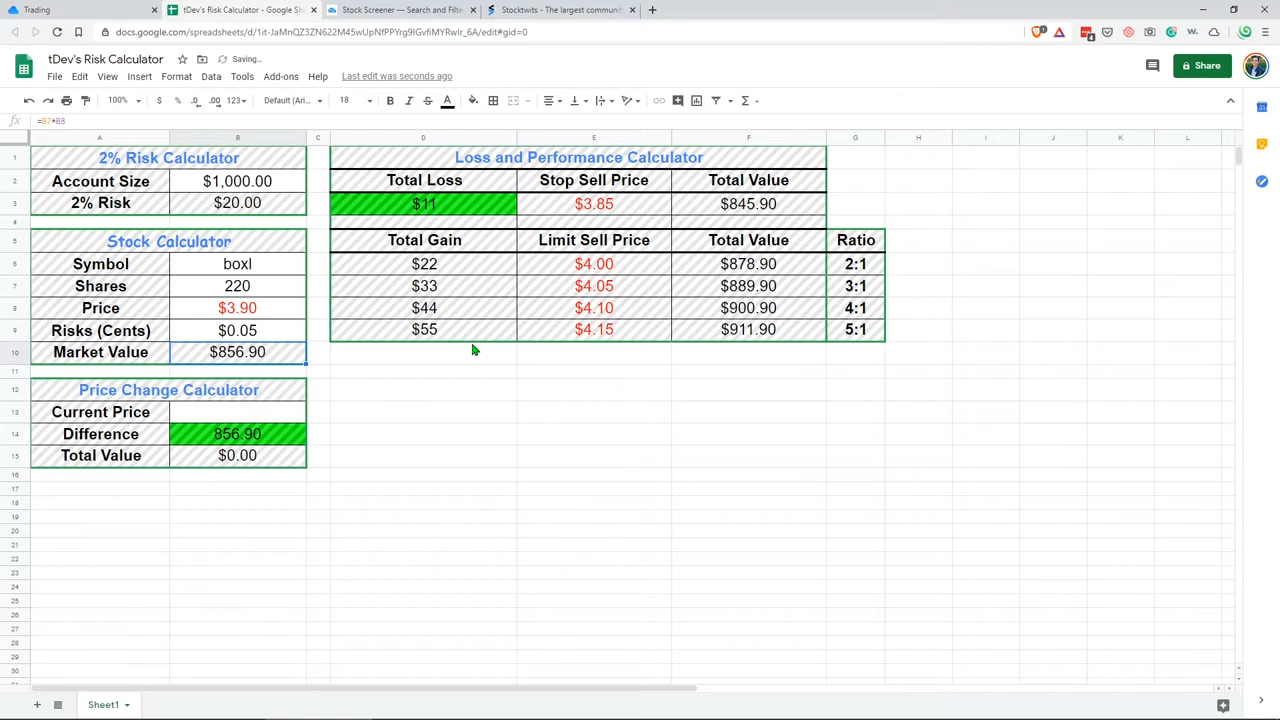 Trading
tDev's Risk Calculator - Google Sh
Stock Screener — Search and Filte
Stocktwits - The largest communit
docs.google.com/spreadsheets/d/
/edit#gid=0
tDev's Risk Calculator
Saving...
File Edit View Insert Format Data Tools Add-ons Help Last edit was seconds ago
Share
100% $ % .0 .00 123 Default (Ari... 18
fx =B7*B8
A B C D E F G H I J K L
1 2% Risk Calculator Loss and Performance Calculator
2 Account Size $1,000.00 Total Loss Stop Sell Price Total Value
3 2% Risk $20.00 $11 $3.85 $845.90
4
5 Stock Calculator Total Gain Limit Sell Price Total Value Ratio
6 Symbol boxl $22 $4.00 $878.90 2:1
7 Shares 220 $33 $4.05 $889.90 3:1
8 Price $3.90 $44 $4.10 $900.90 4:1
9 Risks (Cents) $0.05 $55 $4.15 $911.90 5:1
10 Market Value $856.90
11
12 Price Change Calculator
13 Current Price
14 Difference 856.90
15 Total Value $0.00
16
17
18
19
20
21
22
23
24
25
26
27
28
29
30
Sheet1